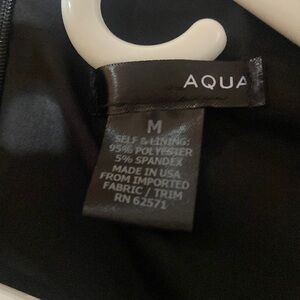 AQUA
M
SELF & LINING:
95% POLYESTER
5% SPANDEX
MADE IN USA
FROM IMPORTED
FABRIC / TRIM
RN 62571